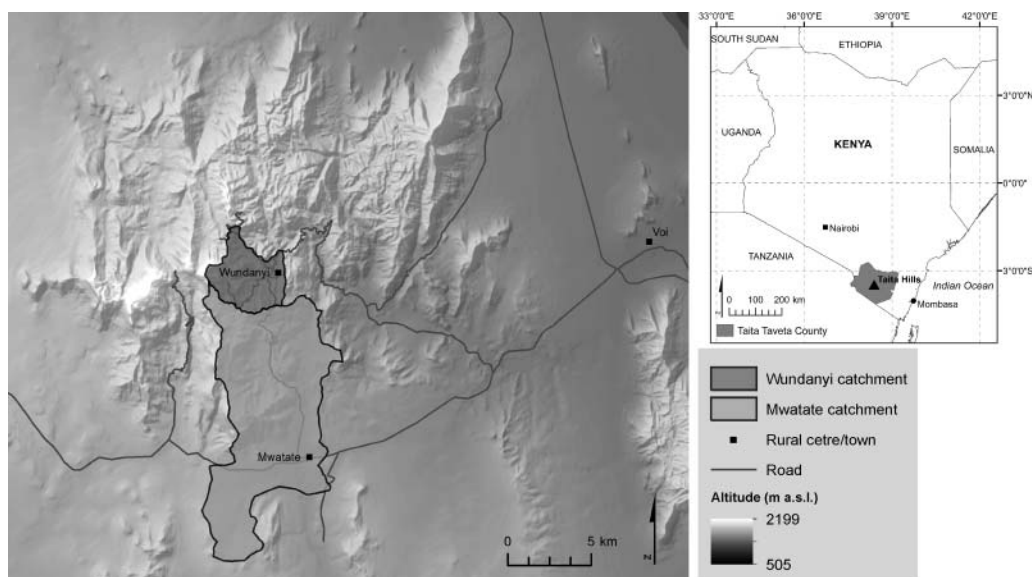 Wundanyi
Voi
Mwatate
0 5 km
z
33°0'0"E 36°0'0"E 39°0'0"E 42°0'0"E
SOUTH SUDAN
ETHIOPIA
3°0'0"N
UGANDA
KENYA
SOMALIA
0°0'0"
Nairobi
TANZANIA
3°0'0"S
Taita Hills
Indian Ocean
Mombasa
z
0 100 200 km
Taita Taveta County
Wundanyi catchment
Mwatate catchment
Rural cetre/town
Road
Altitude (m a.s.l.)
2199
505